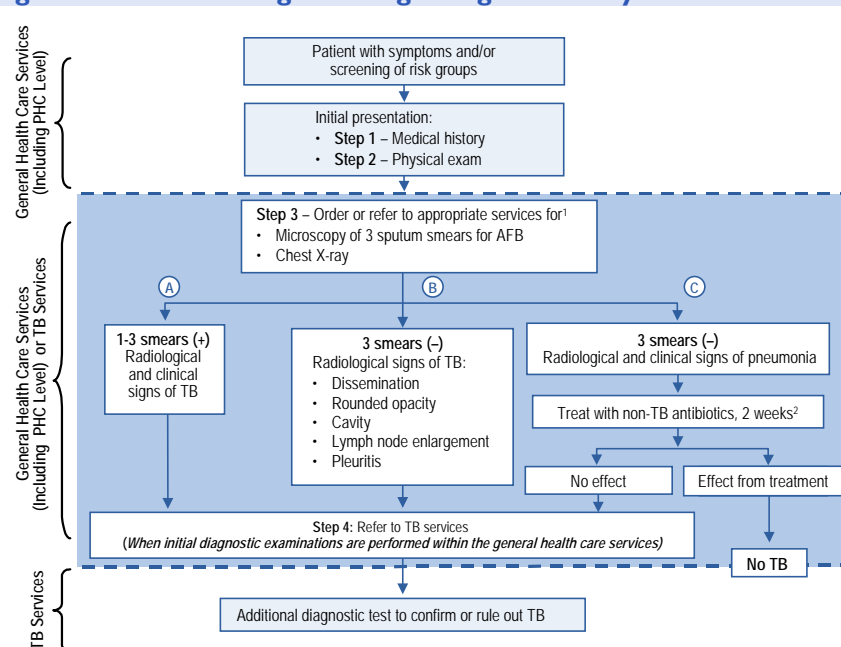 General Health Care Services
(Including PHC Level)
Patient with symptoms and/or
screening of risk groups
Initial presentation:
• Step 1 – Medical history
• Step 2 – Physical exam
General Health Care Services
(Including PHC Level) or TB Services
Step 3 – Order or refer to appropriate services for1
• Microscopy of 3 sputum smears for AFB
• Chest X-ray
A
B
C
1-3 smears (+)
Radiological
and clinical
signs of TB
3 smears (–)
Radiological signs of TB:
• Dissemination
• Rounded opacity
• Cavity
• Lymph node enlargement
• Pleuritis
3 smears (–)
Radiological and clinical signs of pneumonia
Treat with non-TB antibiotics, 2 weeks2
No effect
Effect from treatment
Step 4: Refer to TB services
(When initial diagnostic examinations are performed within the general health care services)
No TB
TB Services
Additional diagnostic test to confirm or rule out TB